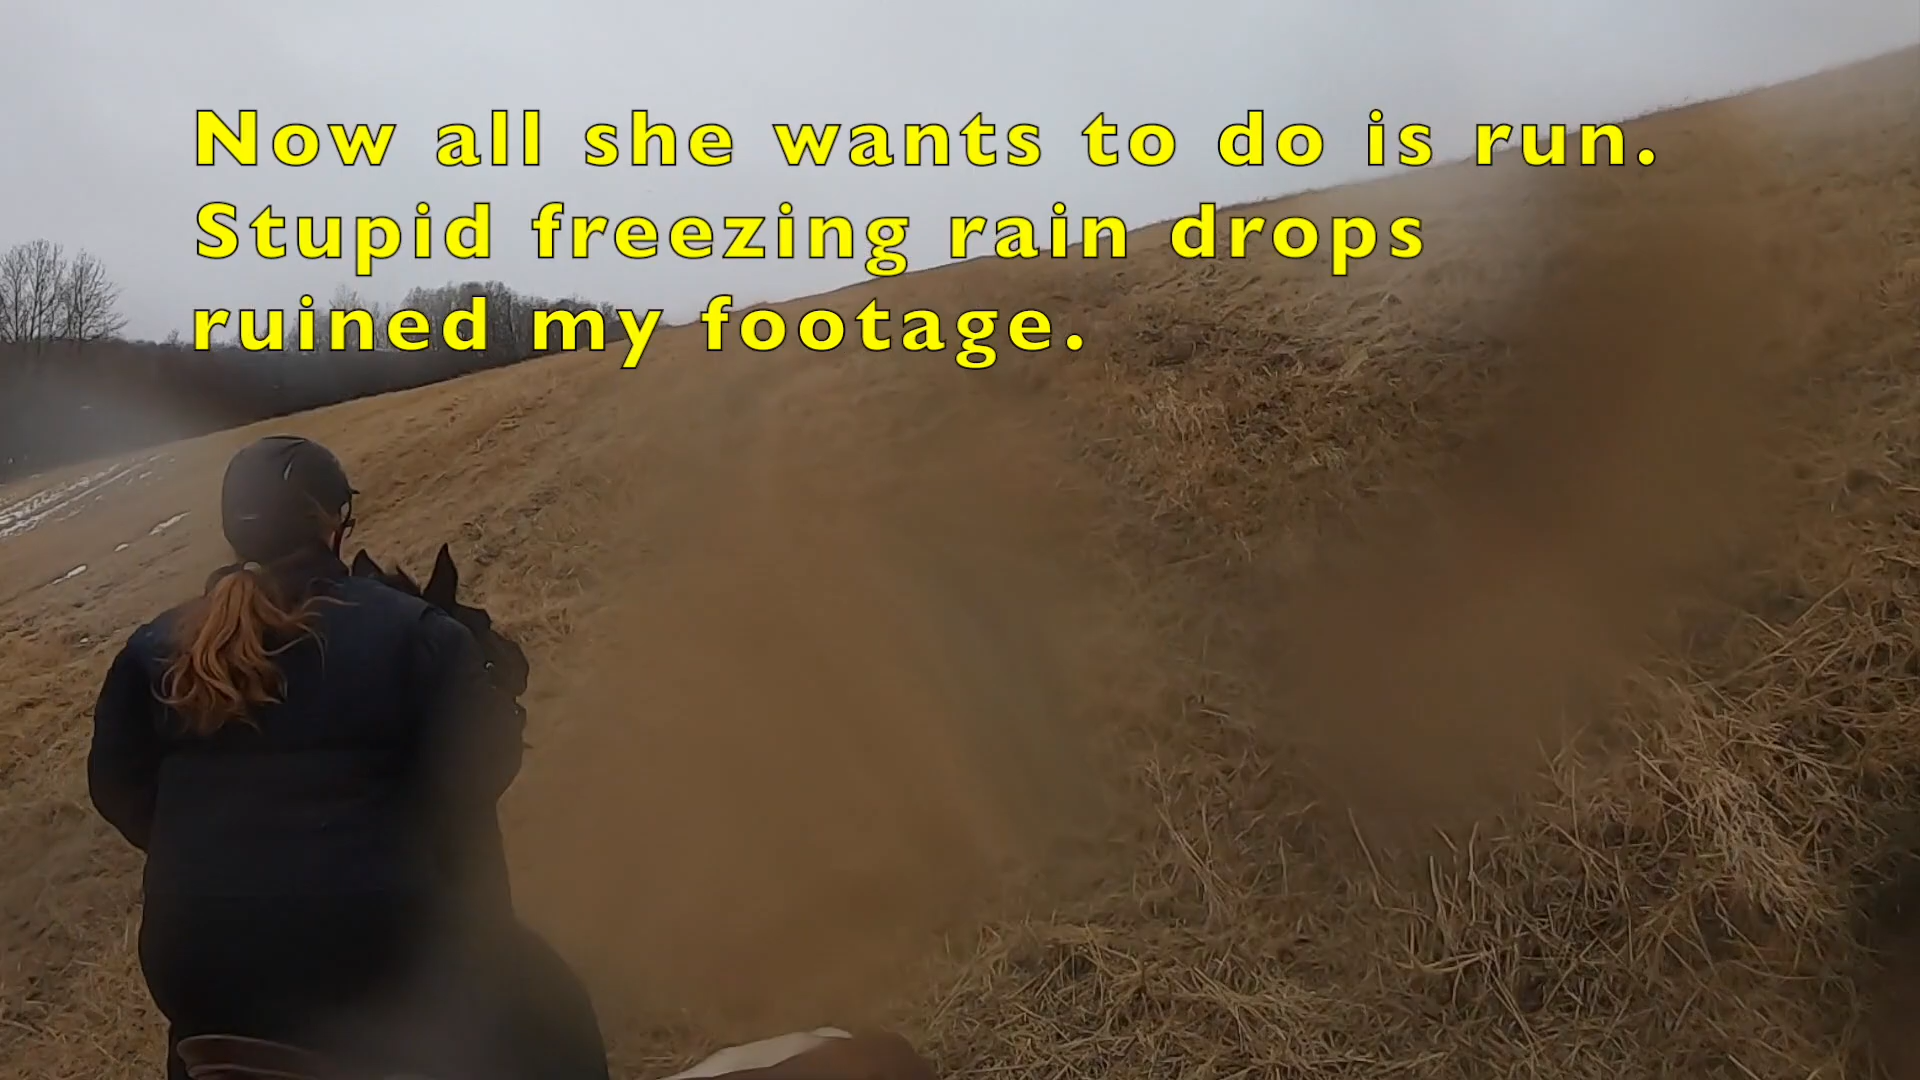 Now all she wants to do is run.
Stupid freezing rain drops
ruined my footage.